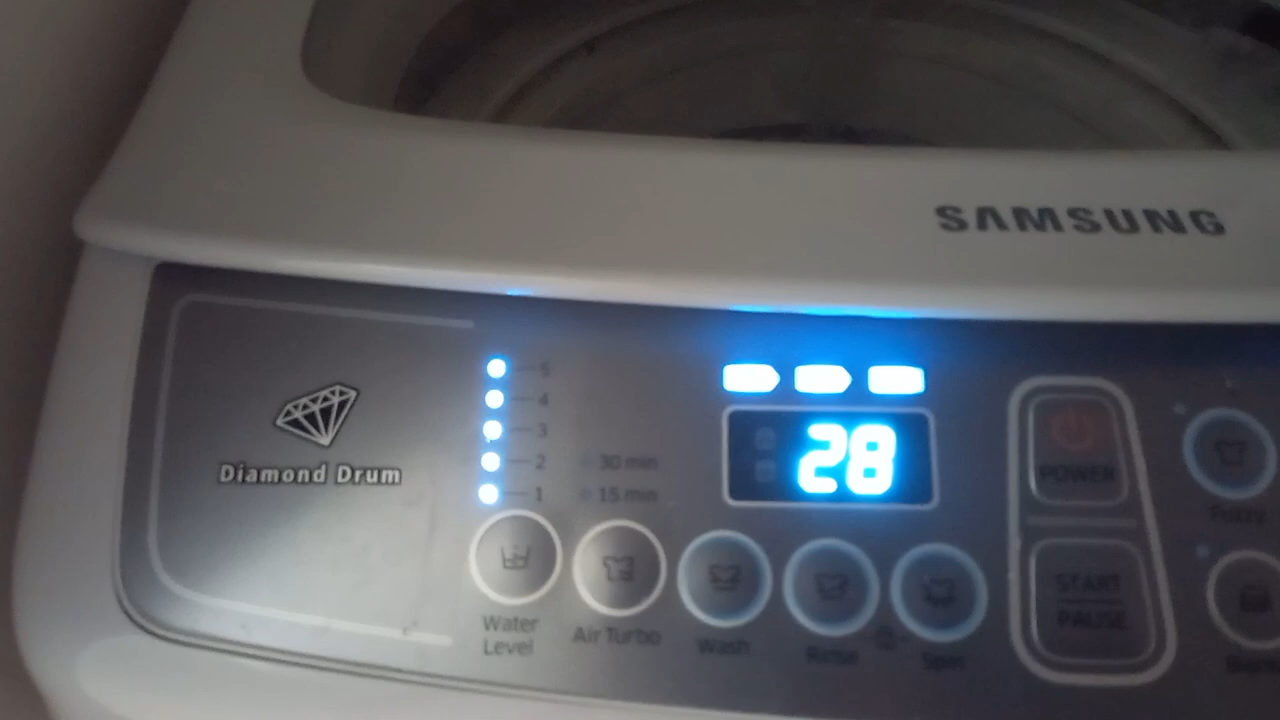 SAMSUNG
Diamond Drum
5
4
3
2
1
30 min
15 min
28
POWER
START
PAUSE
Water
Level
Air Turbo
Wash
Rinse
Spin
Fuzzy